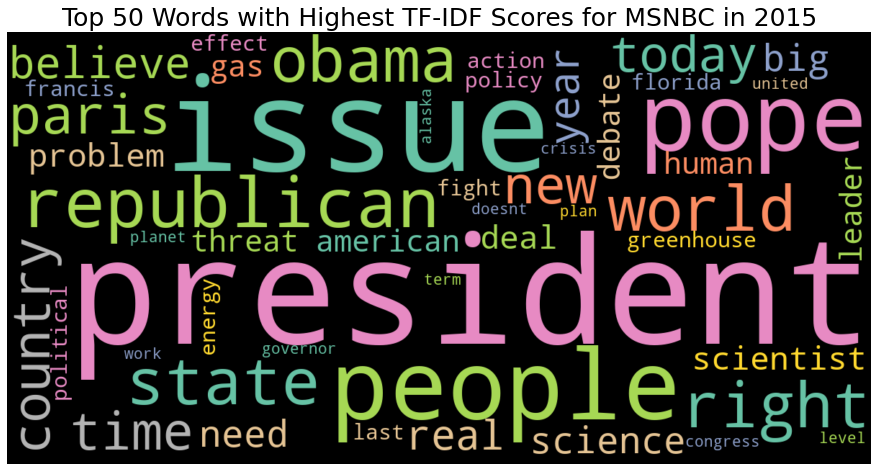 Top 50 Words with Highest TF-IDF Scores for MSNBC in 2015
effect
believe
gas
obama
action
today
big
francis
policy
year
florida
united
paris
issue
alaska
debate
pope
problem
crisis
human
republican
fight
new
world
leader
doesnt
plan
planet
threat
american
deal
greenhouse
country
president
term
political
energy
work
governor
state
people
scientist
right
time
need
last
real
science
congress
level